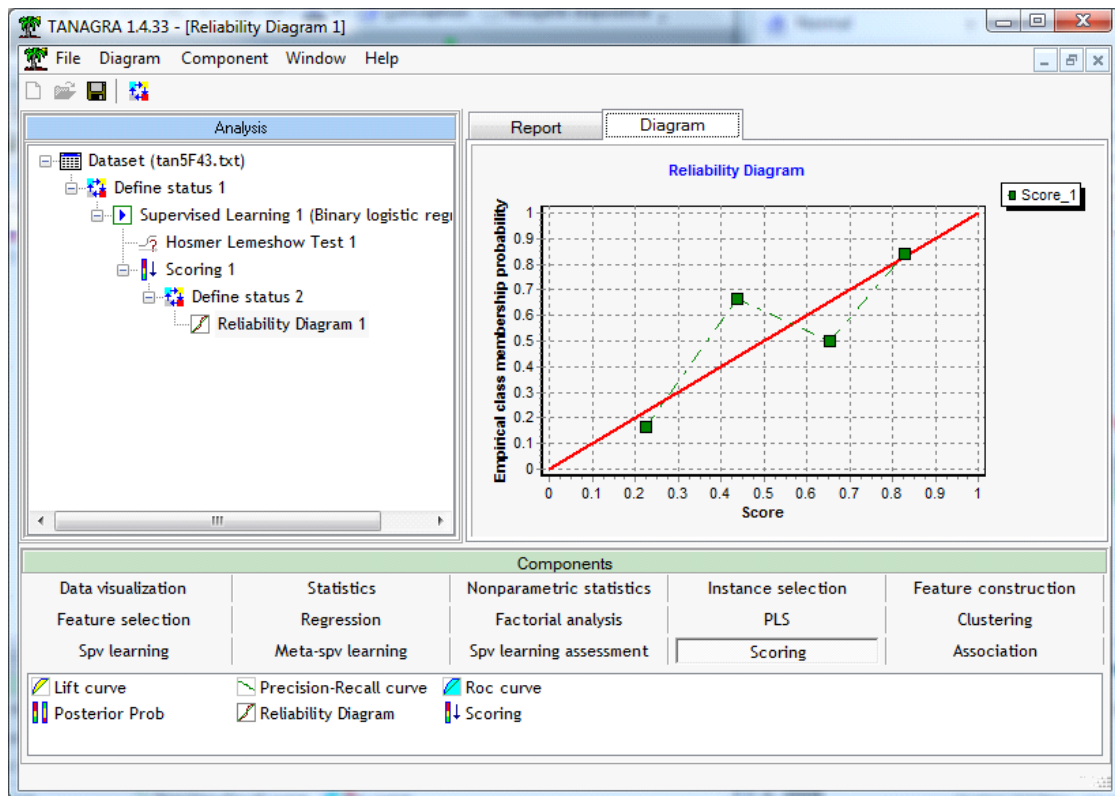 TANAGRA 1.4.33 - [Reliability Diagram 1]
File Diagram Component Window Help
Analysis
Dataset (tan5F43.txt)
Define status 1
Supervised Learning 1 (Binary logistic regr
Hosmer Lemeshow Test 1
Scoring 1
Define status 2
Reliability Diagram 1
Report Diagram
Reliability Diagram
Score_1
Empirical class membership probability
1
0.9
0.8
0.7
0.6
0.5
0.4
0.3
0.2
0.1
0
0 0.1 0.2 0.3 0.4 0.5 0.6 0.7 0.8 0.9 1
Score
Components
Data visualization Statistics Nonparametric statistics Instance selection Feature construction
Feature selection Regression Factorial analysis PLS Clustering
Spv learning Meta-spv learning Spv learning assessment Scoring Association
Lift curve Precision-Recall curve Roc curve
Posterior Prob Reliability Diagram Scoring